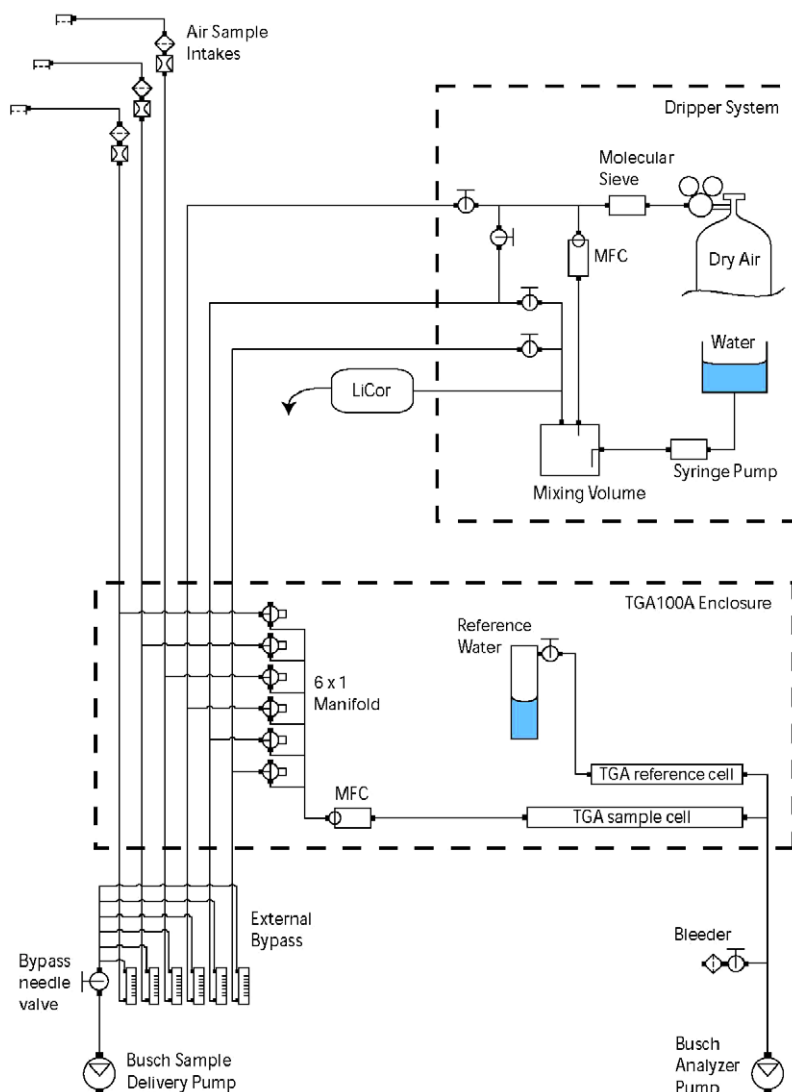 Air Sample
Intakes
Dripper System
Molecular
Sieve
MFC
Dry Air
Water
LiCor
Syringe Pump
Mixing Volume
TGA100A Enclosure
Reference
Water
6 x 1
Manifold
TGA reference cell
MFC
TGA sample cell
External
Bypass
Bleeder
Bypass
needle
valve
Busch Sample
Delivery Pump
Busch
Analyzer
Pump